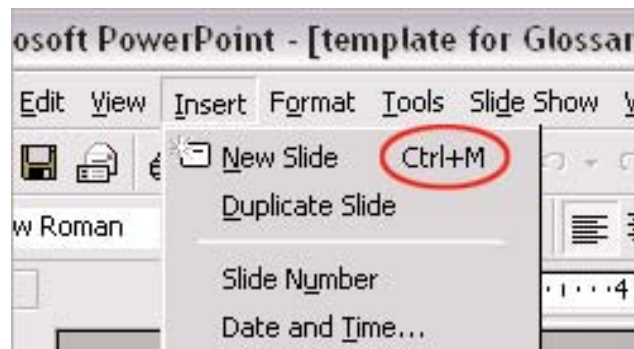 osoft PowerPoint - [template for Glossar
Edit View Insert Format Tools Slide Show
New Slide Ctrl+M
Duplicate Slide
w Roman
Slide Number
Date and Time...
4